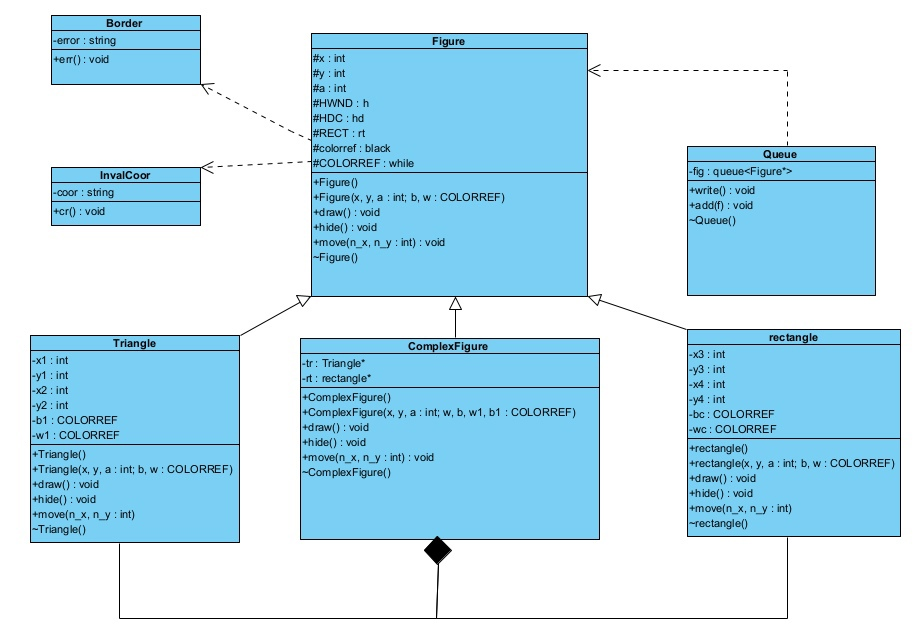 Border
-error : string
+err() : void
InvalCoor
-coor : string
+cr() : void
Figure
#x : int
#y : int
#a : int
#HWND : h
#HDC : hd
#RECT : rt
#colorref : black
#COLORREF : while
+Figure()
+Figure(x, y, a : int; b, w : COLORREF)
+draw() : void
+hide() : void
+move(n_x, n_y : int) : void
~Figure()
Queue
-fig : queue<Figure*>
+write() : void
+add(f) : void
~Queue()
Triangle
-x1 : int
-y1 : int
-x2 : int
-y2 : int
-b1 : COLORREF
-w1 : COLORREF
+Triangle()
+Triangle(x, y, a : int; b, w : COLORREF)
+draw() : void
+hide() : void
+move(n_x, n_y : int)
~Triangle()
ComplexFigure
-tr : Triangle*
-rt : rectangle*
+ComplexFigure()
+ComplexFigure(x, y, a : int; w, b, w1, b1 : COLORREF)
+draw() : void
+hide() : void
+move(n_x, n_y : int) : void
~ComplexFigure()
rectangle
-x3 : int
-y3 : int
-x4 : int
-y4 : int
-bc : COLORREF
-wc : COLORREF
+rectangle()
+rectangle(x, y, a : int; b, w : COLORREF)
+draw() : void
+hide() : void
+move(n_x, n_y : int)
~rectangle()